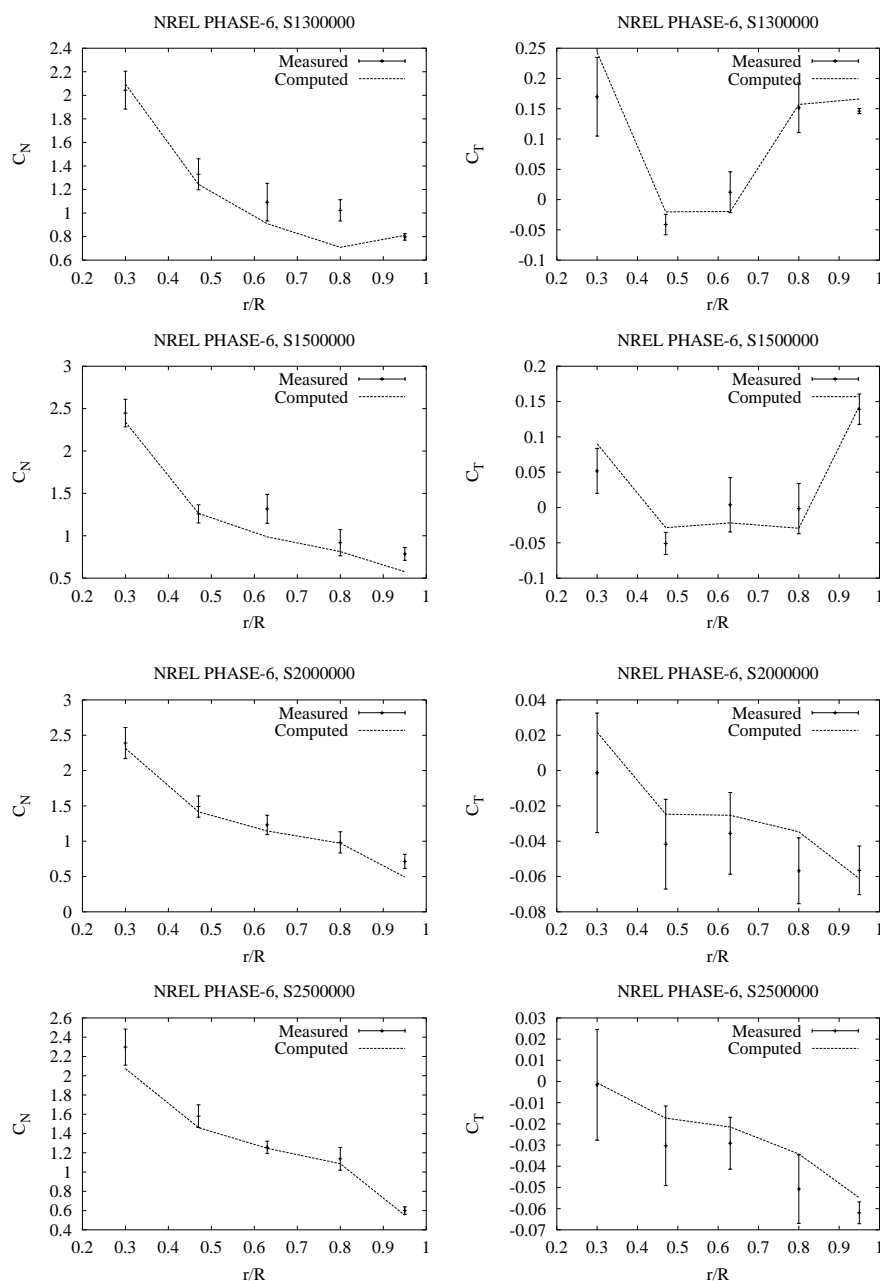 NREL PHASE-6, S1300000
C_N
2.4
2.2
2
1.8
1.6
1.4
1.2
1
0.8
0.6
Measured
Computed
0.2 0.3 0.4 0.5 0.6 0.7 0.8 0.9 1
r/R
NREL PHASE-6, S1300000
C_T
0.25
0.2
0.15
0.1
0.05
0
-0.05
-0.1
Measured
Computed
0.2 0.3 0.4 0.5 0.6 0.7 0.8 0.9 1
r/R
NREL PHASE-6, S1500000
C_N
3
2.5
2
1.5
1
0.5
Measured
Computed
0.2 0.3 0.4 0.5 0.6 0.7 0.8 0.9 1
r/R
NREL PHASE-6, S1500000
C_T
0.2
0.15
0.1
0.05
0
-0.05
-0.1
Measured
Computed
0.2 0.3 0.4 0.5 0.6 0.7 0.8 0.9 1
r/R
NREL PHASE-6, S2000000
C_N
3
2.5
2
1.5
1
0.5
0
Measured
Computed
0.2 0.3 0.4 0.5 0.6 0.7 0.8 0.9 1
r/R
NREL PHASE-6, S2000000
C_T
0.04
0.02
0
-0.02
-0.04
-0.06
-0.08
Measured
Computed
0.2 0.3 0.4 0.5 0.6 0.7 0.8 0.9 1
r/R
NREL PHASE-6, S2500000
C_N
2.6
2.4
2.2
2
1.8
1.6
1.4
1.2
1
0.8
0.6
0.4
Measured
Computed
0.2 0.3 0.4 0.5 0.6 0.7 0.8 0.9 1
r/R
NREL PHASE-6, S2500000
C_T
0.03
0.02
0.01
0
-0.01
-0.02
-0.03
-0.04
-0.05
-0.06
-0.07
Measured
Computed
0.2 0.3 0.4 0.5 0.6 0.7 0.8 0.9 1
r/R